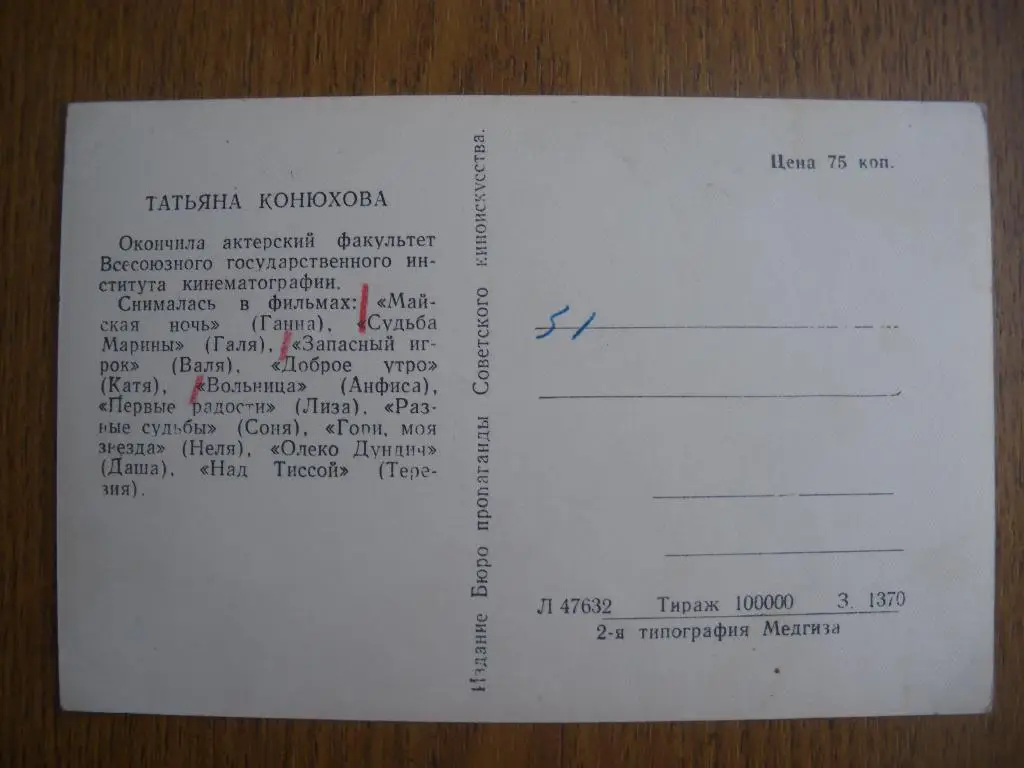 ТАТЬЯНА КОНЮХОВА
Окончила актерский факультет
Всесоюзного государственного ин-
ститута кинематографии.
Снималась в фильмах: «Май-
ская ночь» (Ганна), «Судьба
Марины» (Галя), «Запасный иг-
рок» (Валя), «Доброе утро»
(Катя), «Вольница» (Анфиса),
«Первые радости» (Лиза), «Раз-
ные судьбы» (Соня), «Гори, моя
звезда» (Неля), «Олеко Дундич»
(Даша), «Над Тиссой» (Тере-
зия).
Издание Бюро пропаганды Советского киноискусства.
Цена 75 коп.
51
Л 47632 Тираж 100000 З. 1370
2-я типография Медгиза